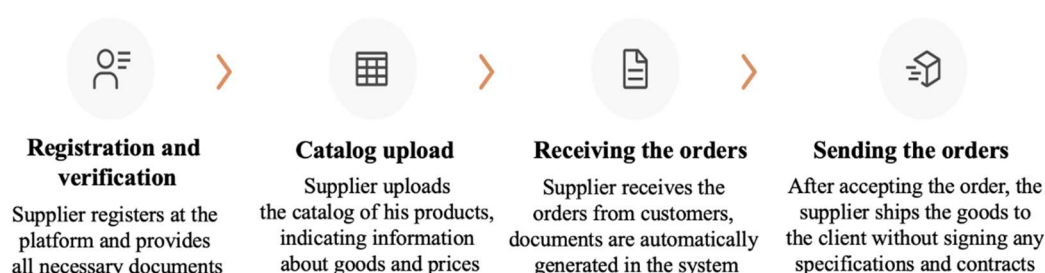 Registration and
verification
Supplier registers at the
platform and provides
all necessary documents
Catalog upload
Supplier uploads
the catalog of his products,
indicating information
about goods and prices
Receiving the orders
Supplier receives the
orders from customers,
documents are automatically
generated in the system
Sending the orders
After accepting the order, the
supplier ships the goods to
the client without signing any
specifications and contracts